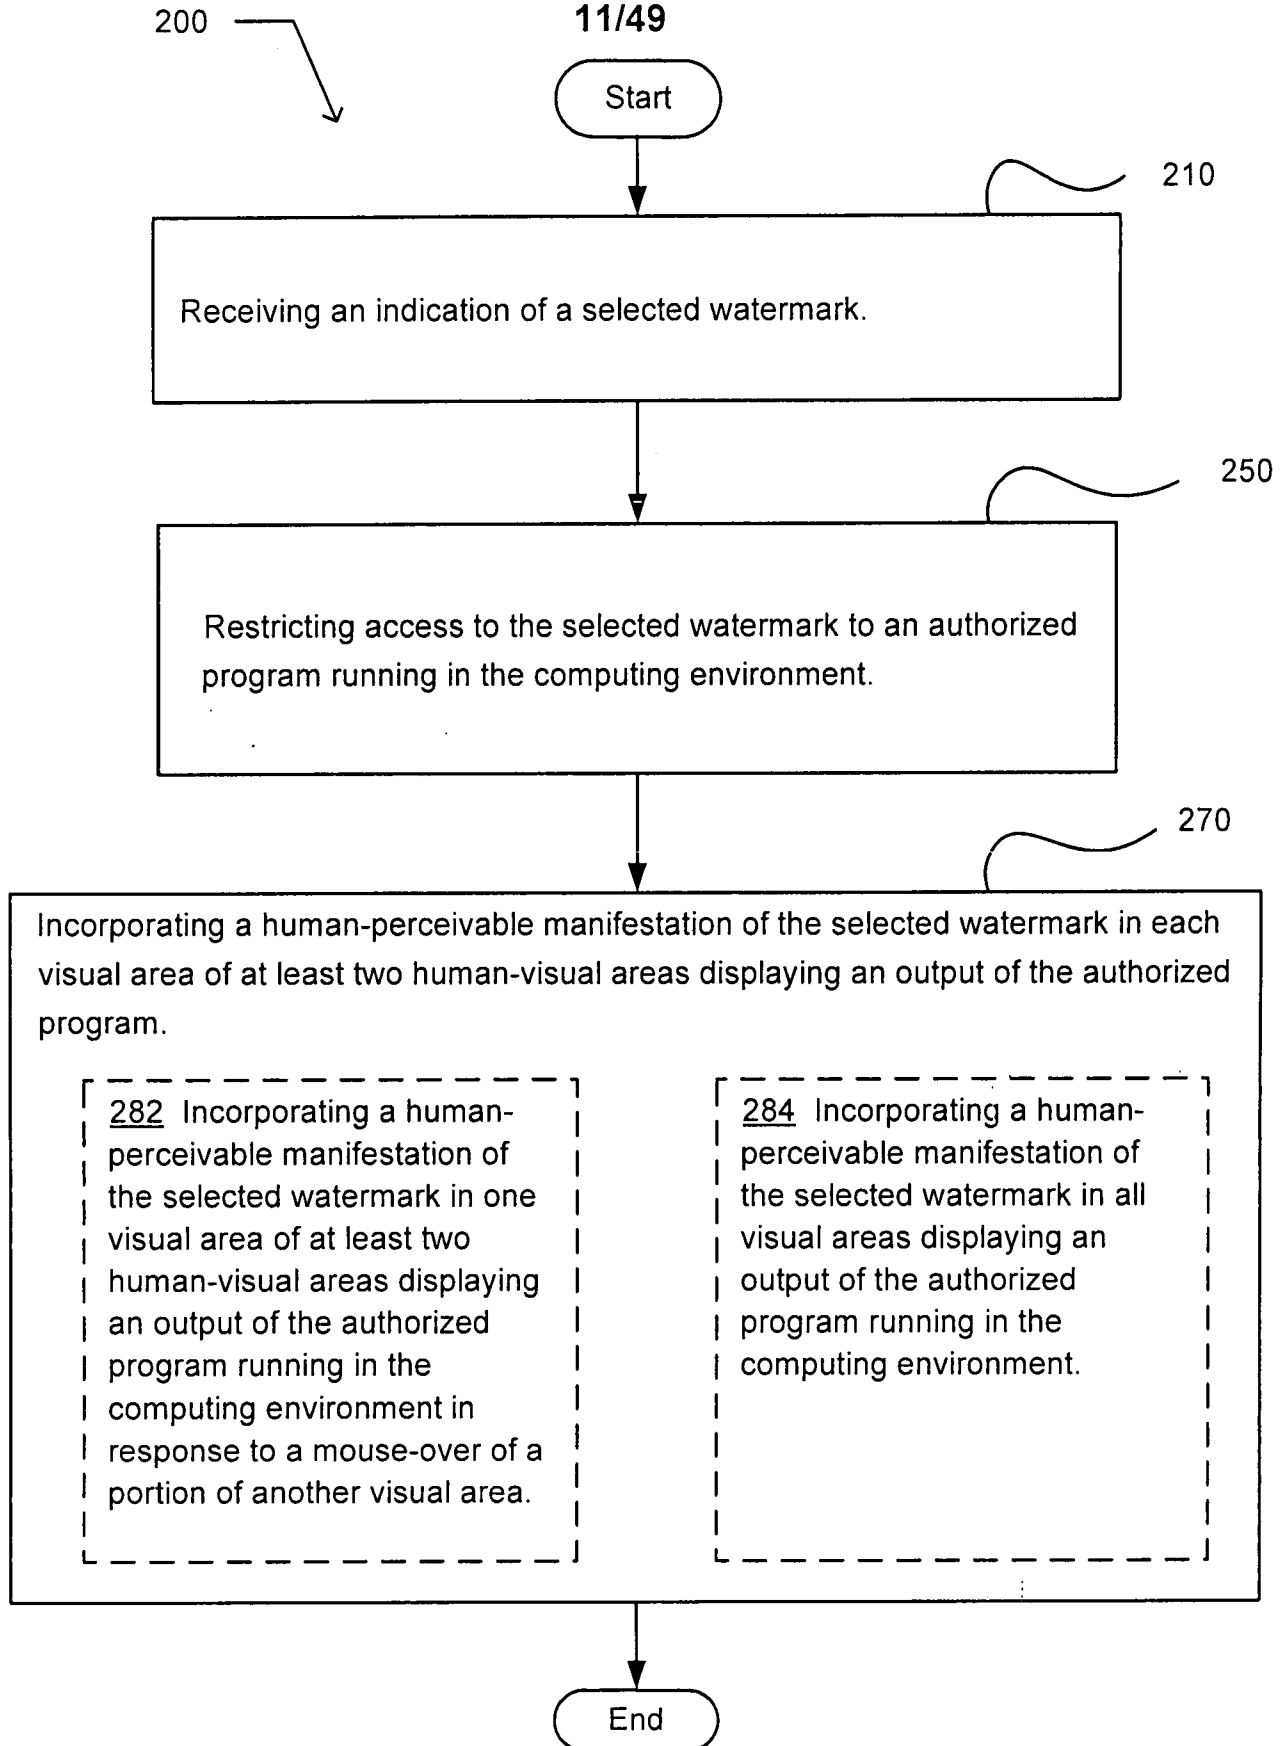 11/49
200
Start
210
Receiving an indication of a selected watermark.
250
Restricting access to the selected watermark to an authorized
program running in the computing environment.
270
Incorporating a human-perceivable manifestation of the selected watermark in each
visual area of at least two human-visual areas displaying an output of the authorized
program.
282 Incorporating a human-
perceivable manifestation of
the selected watermark in one
visual area of at least two
human-visual areas displaying
an output of the authorized
program running in the
computing environment in
response to a mouse-over of a
portion of another visual area.
284 Incorporating a human-
perceivable manifestation of
the selected watermark in all
visual areas displaying an
output of the authorized
program running in the
computing environment.
End